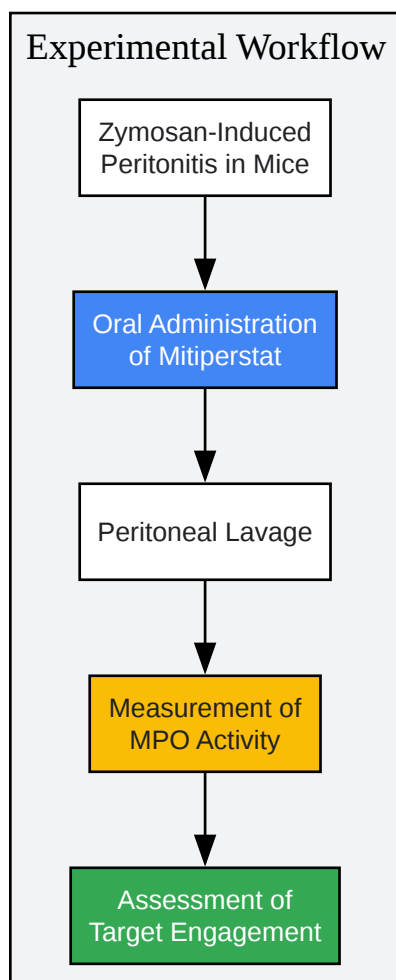 Experimental Workflow
Zymosan-Induced
Peritonitis in Mice
Oral Administration
of Mitiperstat
Peritoneal Lavage
Measurement of
MPO Activity
Assessment of
Target Engagement